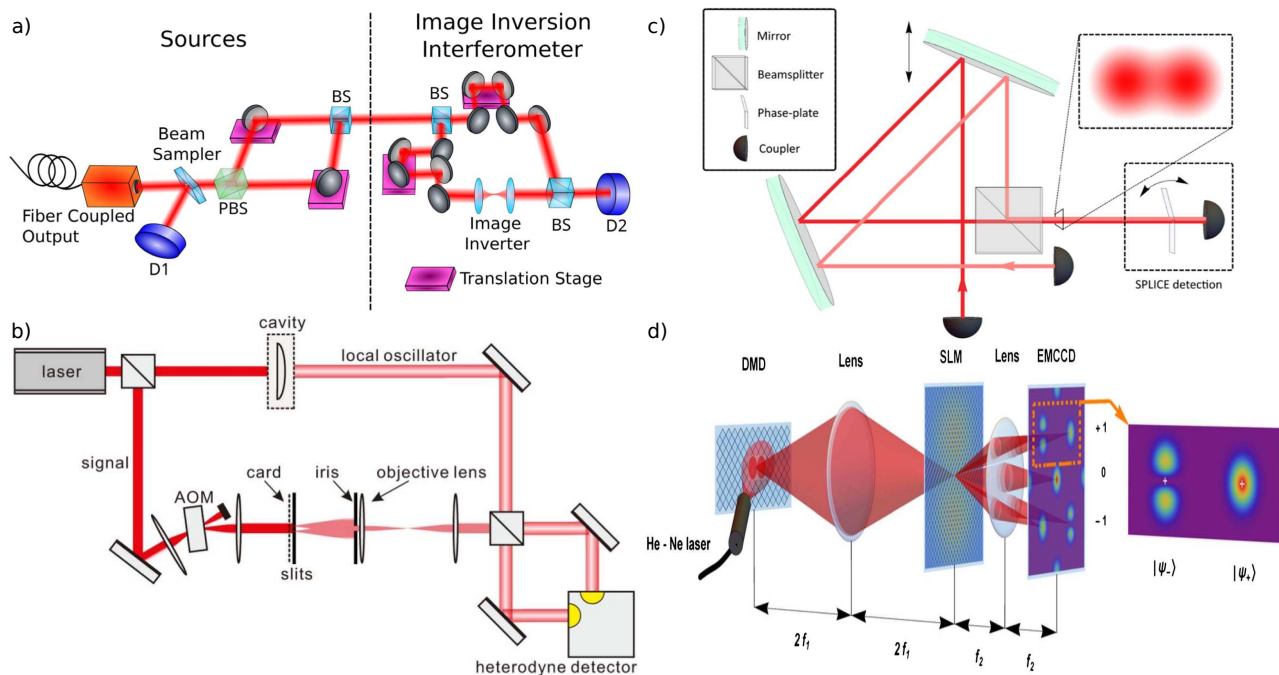 a)
Sources
Image Inversion
Interferometer
BS
BS
Beam
Sampler
Fiber Coupled
Output
PBS
D1
Image
Inverter
BS
D2
Translation Stage
b)
cavity
laser
local oscillator
signal
AOM
card
iris
objective lens
slits
heterodyne detector
c)
Mirror
Beamsplitter
Phase-plate
Coupler
SPLICE detection
d)
DMD
Lens
SLM
Lens
EMCCD
+1
0
−1
He - Ne laser
|ψ₋⟩
|ψ₊⟩
2f₁
2f₁
f₂
f₂